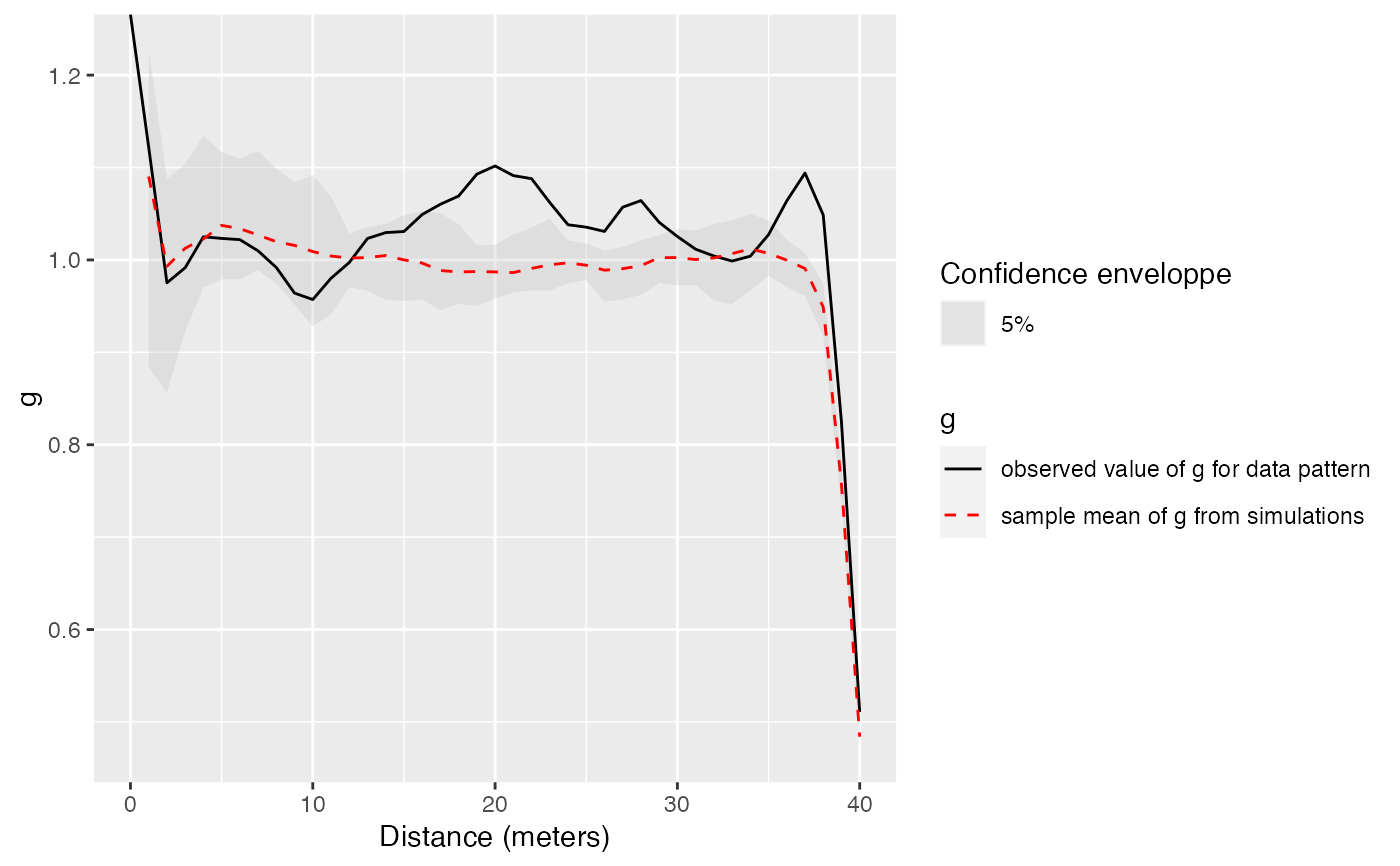 1.2
1.0
0.8
0.6
g
0
10
20
30
40
Distance (meters)
Confidence enveloppe
5%
g
observed value of g for data pattern
sample mean of g from simulations